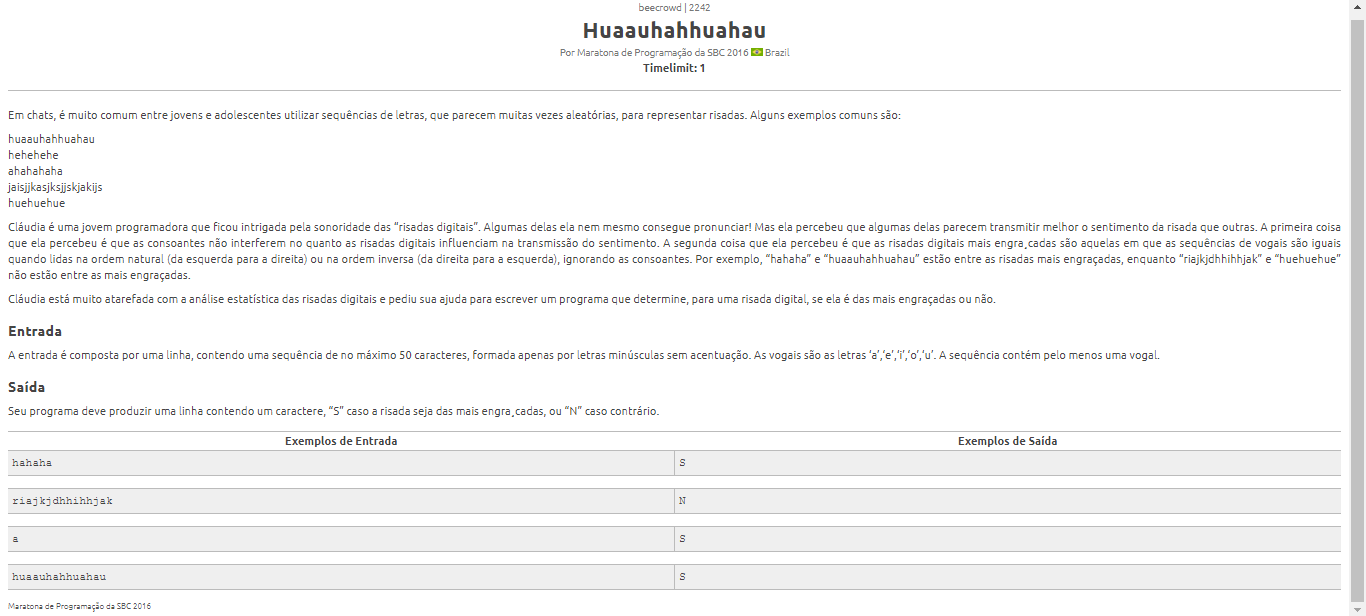 beecrowd | 2242
Huaauhahhuahau
Por Maratona de Programação da SBC 2016 Brazil
Timelimit: 1
Em chats, é muito comum entre jovens e adolescentes utilizar sequências de letras, que parecem muitas vezes aleatórias, para representar risadas. Alguns exemplos comuns são:
huaauhahhuahau
hehehehe
ahahahaha
jaisjjkasjksjjskjakijs
huehuehue
Cláudia é uma jovem programadora que ficou intrigada pela sonoridade das “risadas digitais”. Algumas delas ela nem mesmo consegue pronunciar! Mas ela percebeu que algumas delas parecem transmitir melhor o sentimento da risada que outras. A primeira coisa
que ela percebeu é que as consoantes não interferem no quanto as risadas digitais influenciam na transmissão do sentimento. A segunda coisa que ela percebeu é que as risadas digitais mais engra¸cadas são aquelas em que as sequências de vogais são iguais
quando lidas na ordem natural (da esquerda para a direita) ou na ordem inversa (da direita para a esquerda), ignorando as consoantes. Por exemplo, “hahaha” e “huaauhahhuahau” estão entre as risadas mais engraçadas, enquanto “riajkjdhhihhjak” e “huehuehue”
não estão entre as mais engraçadas.
Cláudia está muito atarefada com a análise estatística das risadas digitais e pediu sua ajuda para escrever um programa que determine, para uma risada digital, se ela é das mais engraçadas ou não.
Entrada
A entrada é composta por uma linha, contendo uma sequência de no máximo 50 caracteres, formada apenas por letras minúsculas sem acentuação. As vogais são as letras ‘a’,‘e’,‘i’,‘o’,‘u’. A sequência contém pelo menos uma vogal.
Saída
Seu programa deve produzir uma linha contendo um caractere, “S” caso a risada seja das mais engra¸cadas, ou “N” caso contrário.
Exemplos de Entrada Exemplos de Saída
hahaha S
riajkjdhhihhjak N
a S
huaauhahhuahau S
Maratona de Programação da SBC 2016